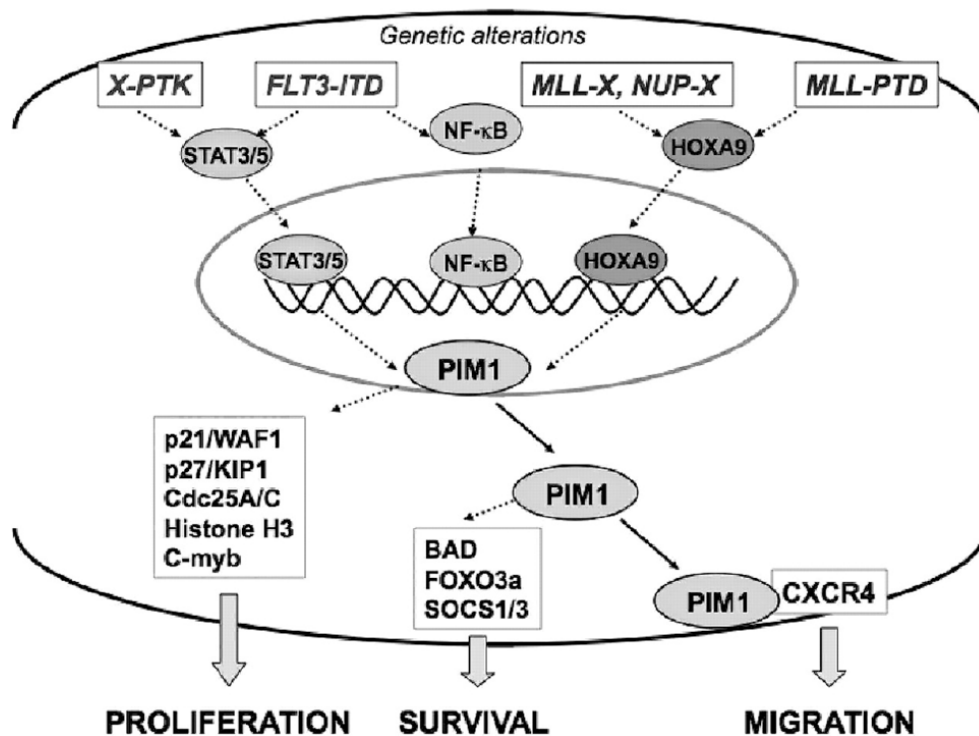 Genetic alterations
X-PTK
FLT3-ITD
MLL-X, NUP-X
MLL-PTD
STAT3/5
NF-κB
HOXA9
STAT3/5
NF-κB
HOXA9
PIM1
p21/WAF1
p27/KIP1
Cdc25A/C
Histone H3
C-myb
PIM1
BAD
FOXO3a
SOCS1/3
PIM1
CXCR4
PROLIFERATION
SURVIVAL
MIGRATION